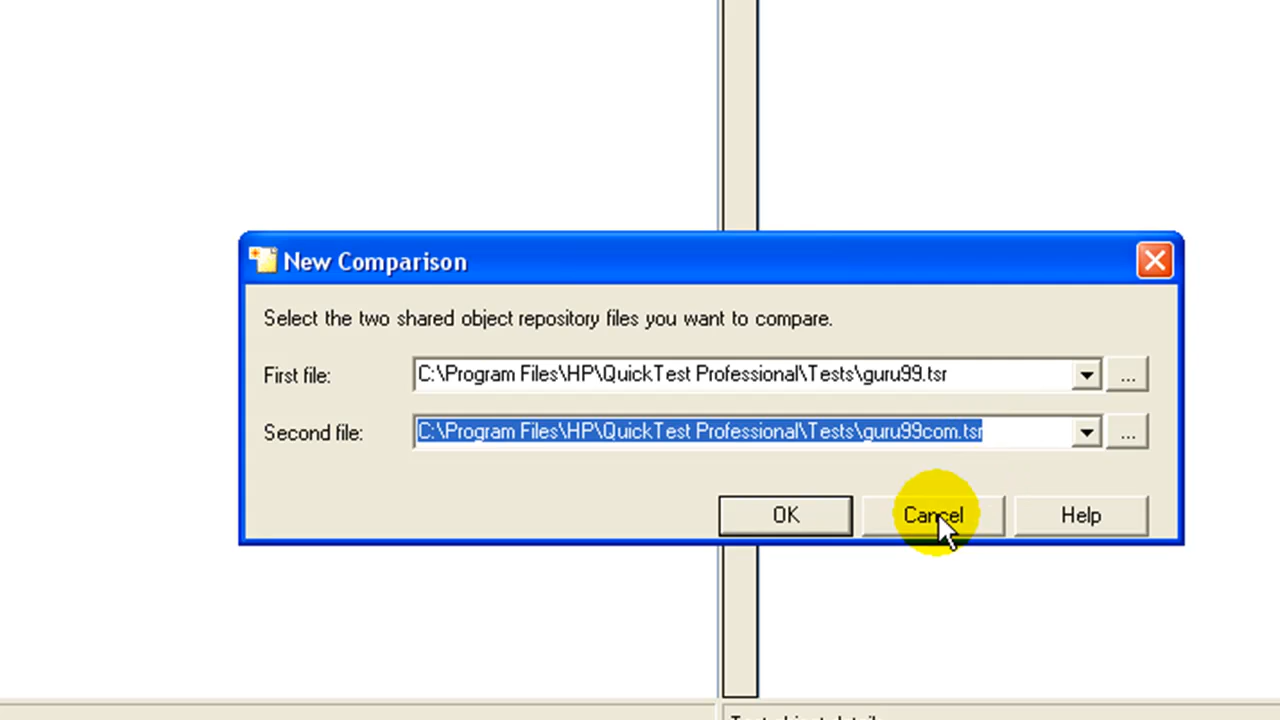 New Comparison
Select the two shared object repository files you want to compare.
First file: C:\Program Files\HP\QuickTest Professional\Tests\guru99.tsr ...
Second file: C:\Program Files\HP\QuickTest Professional\Tests\guru99com.tsr ...
OK Cancel Help